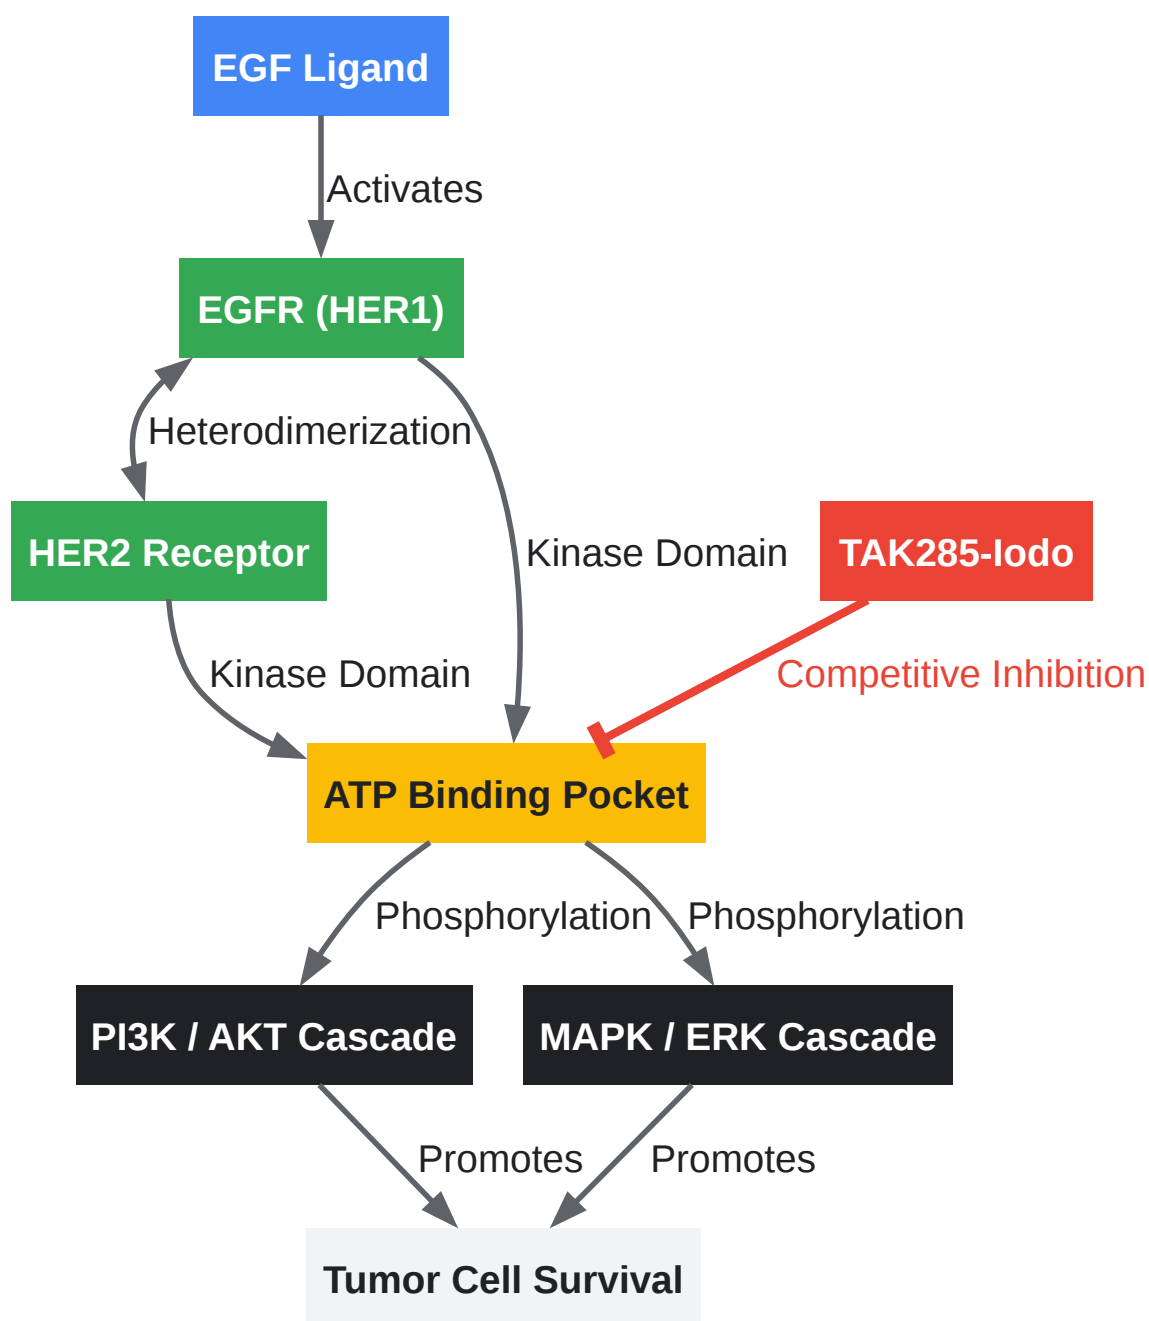 EGF Ligand
Activates
EGFR (HER1)
Heterodimerization
HER2 Receptor
Kinase Domain
TAK285-Iodo
Kinase Domain
Competitive Inhibition
ATP Binding Pocket
Phosphorylation
Phosphorylation
PI3K / AKT Cascade
MAPK / ERK Cascade
Promotes
Promotes
Tumor Cell Survival